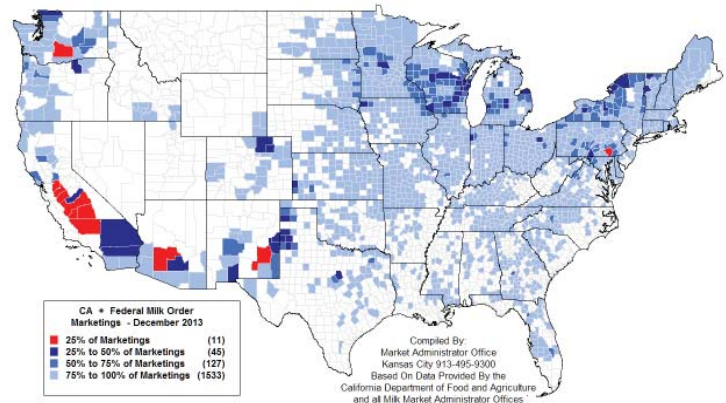 CA + Federal Milk Order
Marketings - December 2013
25% of Marketings (11)
25% to 50% of Marketings (45)
50% to 75% of Marketings (127)
75% to 100% of Marketings (1533)
Compiled By:
Market Administrator Office
Kansas City 913-495-9300
Based On Data Provided By the
California Department of Food and Agriculture
and all Milk Market Administrator Offices